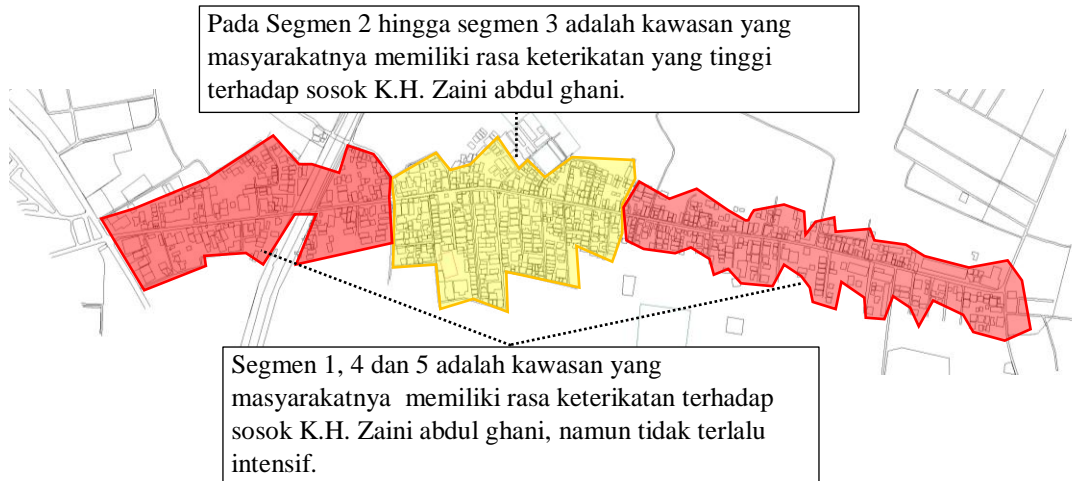 Pada Segmen 2 hingga segmen 3 adalah kawasan yang
masyarakatnya memiliki rasa keterikatan yang tinggi
terhadap sosok K.H. Zaini abdul ghani.
Segmen 1, 4 dan 5 adalah kawasan yang
masyarakatnya memiliki rasa keterikatan terhadap
sosok K.H. Zaini abdul ghani, namun tidak terlalu
intensif.